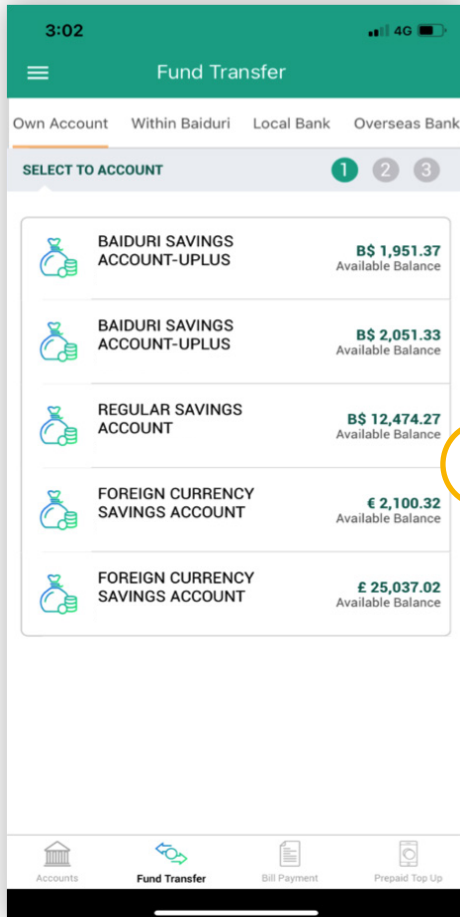 3:02 4G
Fund Transfer
Own Account Within Baiduri Local Bank Overseas Bank
SELECT TO ACCOUNT 1 2 3
BAIDURI SAVINGS
ACCOUNT-UPLUS
B$ 1,951.37
Available Balance
BAIDURI SAVINGS
ACCOUNT-UPLUS
B$ 2,051.33
Available Balance
REGULAR SAVINGS
ACCOUNT
B$ 12,474.27
Available Balance
FOREIGN CURRENCY
SAVINGS ACCOUNT
€ 2,100.32
Available Balance
FOREIGN CURRENCY
SAVINGS ACCOUNT
£ 25,037.02
Available Balance
Accounts Fund Transfer Bill Payment Prepaid Top Up